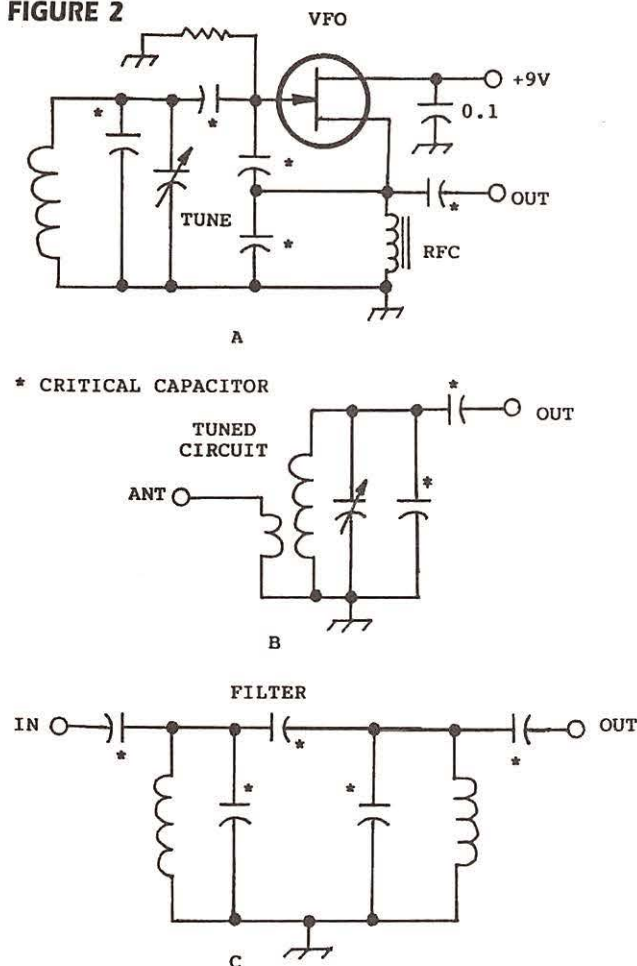 FIGURE 2
VFO
+9V
*
*
0.1
*
TUNE
*
OUT
*
RFC
A
* CRITICAL CAPACITOR
*
OUT
TUNED
CIRCUIT
*
ANT
B
FILTER
IN
*
*
*
OUT
*
*
C